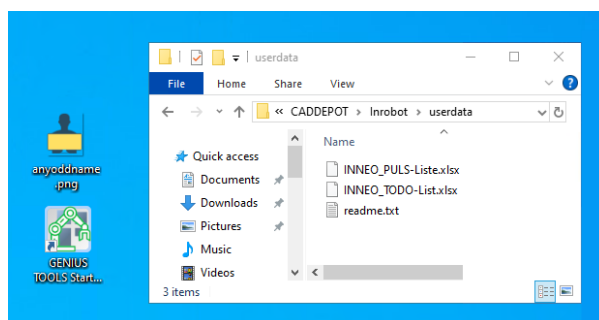 userdata
File Home Share View
« CADDEPOT > Inrobot > userdata
Name
Quick access
Documents
Downloads
Pictures
Music
Videos
INNEO_PULS-Liste.xlsx
INNEO_TODO-List.xlsx
readme.txt
3 items
anyoddname
.png
GENIUS
TOOLS Start...